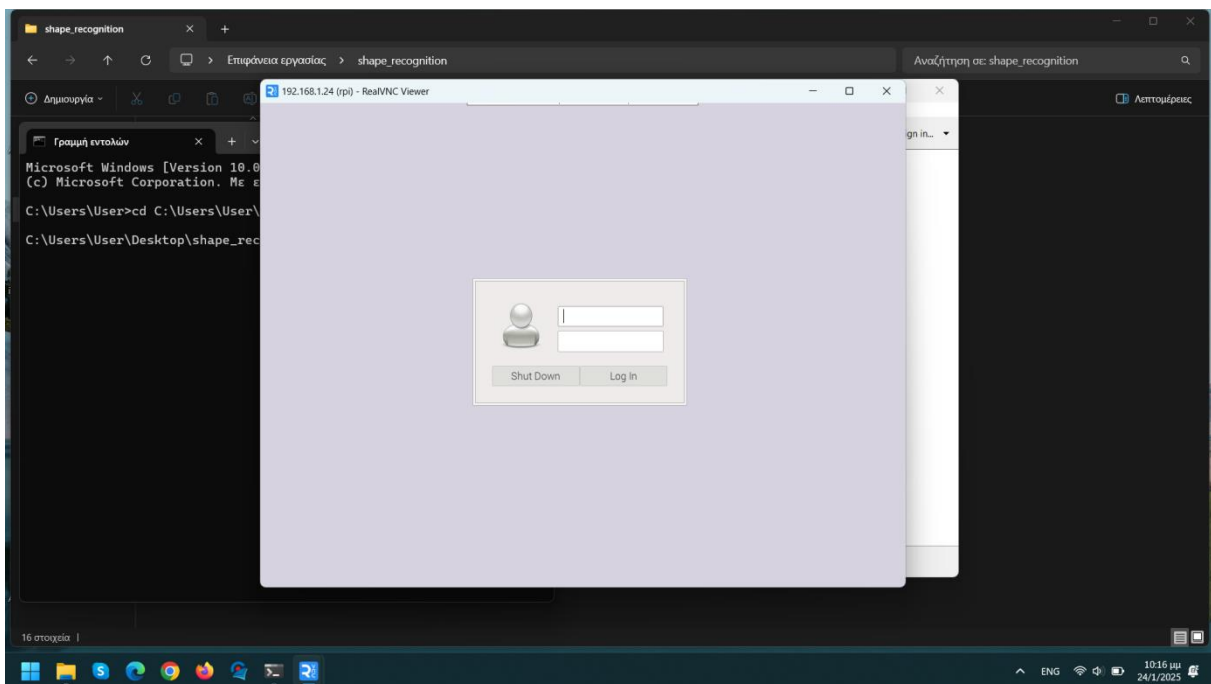 shape_recognition
Επιφάνεια εργασίας > shape_recognition
Αναζήτηση σε: shape_recognition
Δημιουργία
Λεπτομέρειες
192.168.1.24 (rpi) - RealVNC Viewer
gn in...
Γραμμή εντολών
Microsoft Windows [Version 10.0
(c) Microsoft Corporation. Με ε
C:\Users\User>cd C:\Users\User\
C:\Users\User\Desktop\shape_rec
Shut Down
Log In
16 στοιχεία
ENG
10:16 μμ
24/1/2025